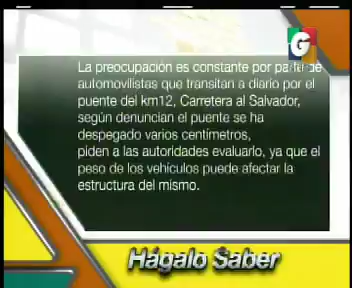 G
La preocupación es constante por parte de
automovilistas que transitan a diario por el
puente del km12, Carretera al Salvador,
según denuncian el puente se ha
despegado varios centímetros,
piden a las autoridades evaluarlo, ya que el
peso de los vehículos puede afectar la
estructura del mismo.
Hágalo Saber